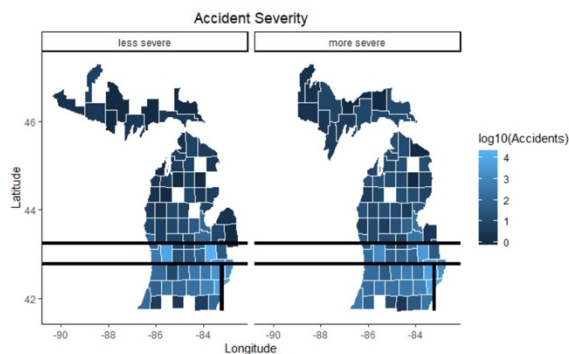 Accident Severity
less severe
more severe
46
44
42
Latitude
-90
-88
-86
-84
-90
-88
-86
-84
Longitude
log10(Accidents)
4
3
2
1
0